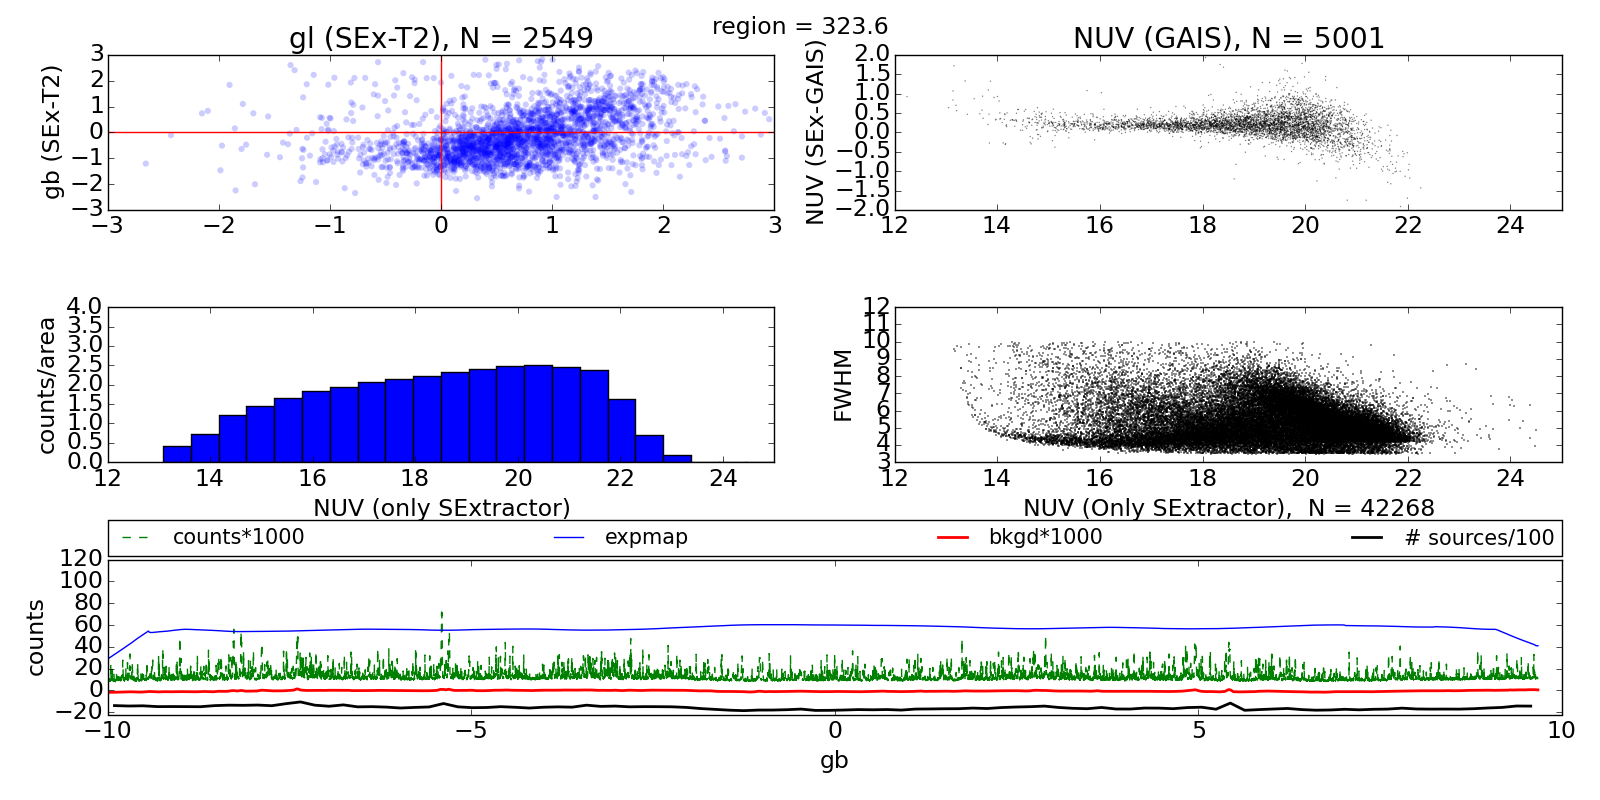 region = 323.6
gl (SEx-T2), N = 2549
NUV (GAIS), N = 5001
gb (SEx-T2)
3
2
1
0
−1
−2
−3
−3 −2 −1 0 1 2 3
NUV (SEx-GAIS)
2.0
1.5
1.0
0.5
0.0
−0.5
−1.0
−1.5
−2.0
12 14 16 18 20 22 24
counts/area
4.0
3.5
3.0
2.5
2.0
1.5
1.0
0.5
0.0
12 14 16 18 20 22 24
NUV (only SExtractor)
FWHM
12
11
10
9
8
7
6
5
4
3
12 14 16 18 20 22 24
NUV (Only SExtractor), N = 42268
counts*1000 expmap bkgd*1000 # sources/100
counts
120
100
80
60
40
20
0
−20
−10 −5 0 5 10
gb